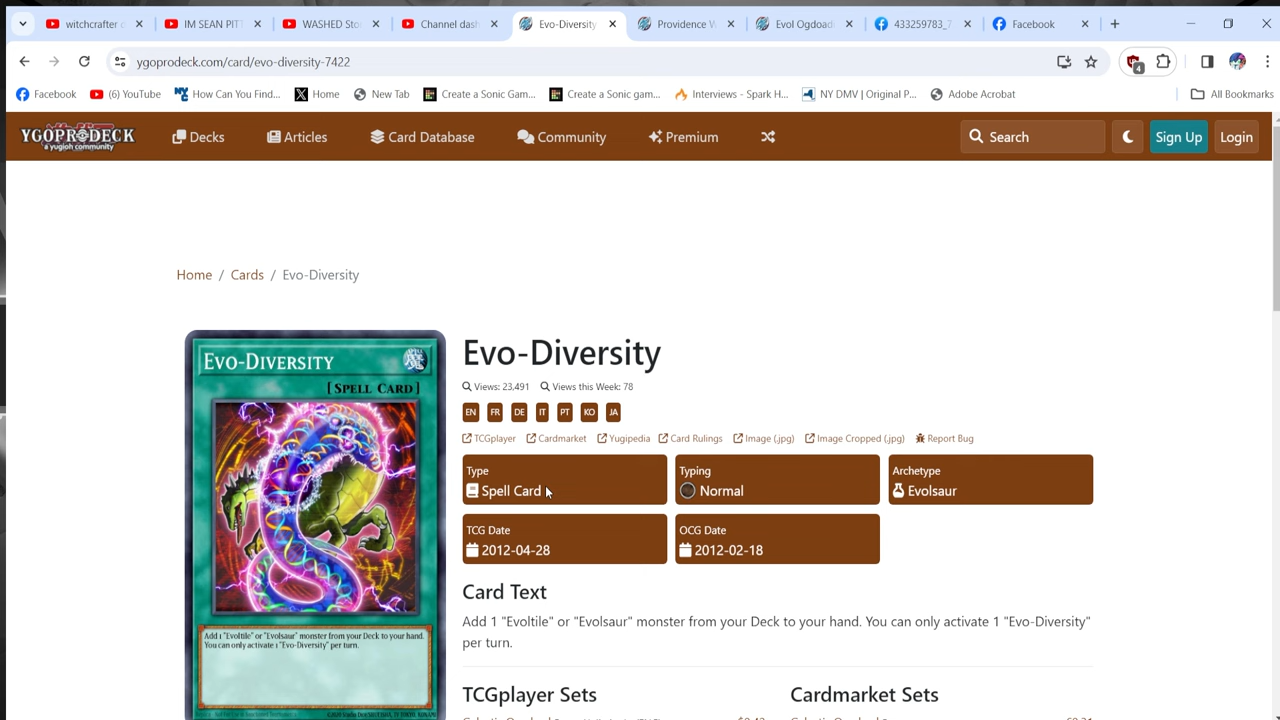 witchcrafter
IM SEAN PIT
WASHED Sto
Channel das
Evo-Diversity
Providence V
Evol Ogdoad
433259783_7
Facebook
ygoprodeck.com/card/evo-diversity-7422
4
Facebook
(6) YouTube
How Can You Find...
Home
New Tab
Create a Sonic Gam...
Create a Sonic gam...
Interviews - Spark H...
NY DMV | Original P...
Adobe Acrobat
All Bookmarks
YGOPRODECK
a yugioh community
Decks
Articles
Card Database
Community
Premium
Search
Sign Up
Login
Home / Cards / Evo-Diversity
EVO-DIVERSITY
SPELL
[ SPELL CARD ]
Add 1 "Evoltile" or "Evolsaur" monster from your Deck to your hand.
You can only activate 1 "Evo-Diversity" per turn.
Evo-Diversity
Views: 23,491 Views this Week: 78
EN FR DE IT PT KO JA
TCGplayer Cardmarket Yugipedia Card Rulings Image (.jpg) Image Cropped (.jpg) Report Bug
Type
Spell Card
Typing
Normal
Archetype
Evolsaur
TCG Date
2012-04-28
OCG Date
2012-02-18
Card Text
Add 1 "Evoltile" or "Evolsaur" monster from your Deck to your hand. You can only activate 1 "Evo-Diversity"
per turn.
TCGplayer Sets
Cardmarket Sets